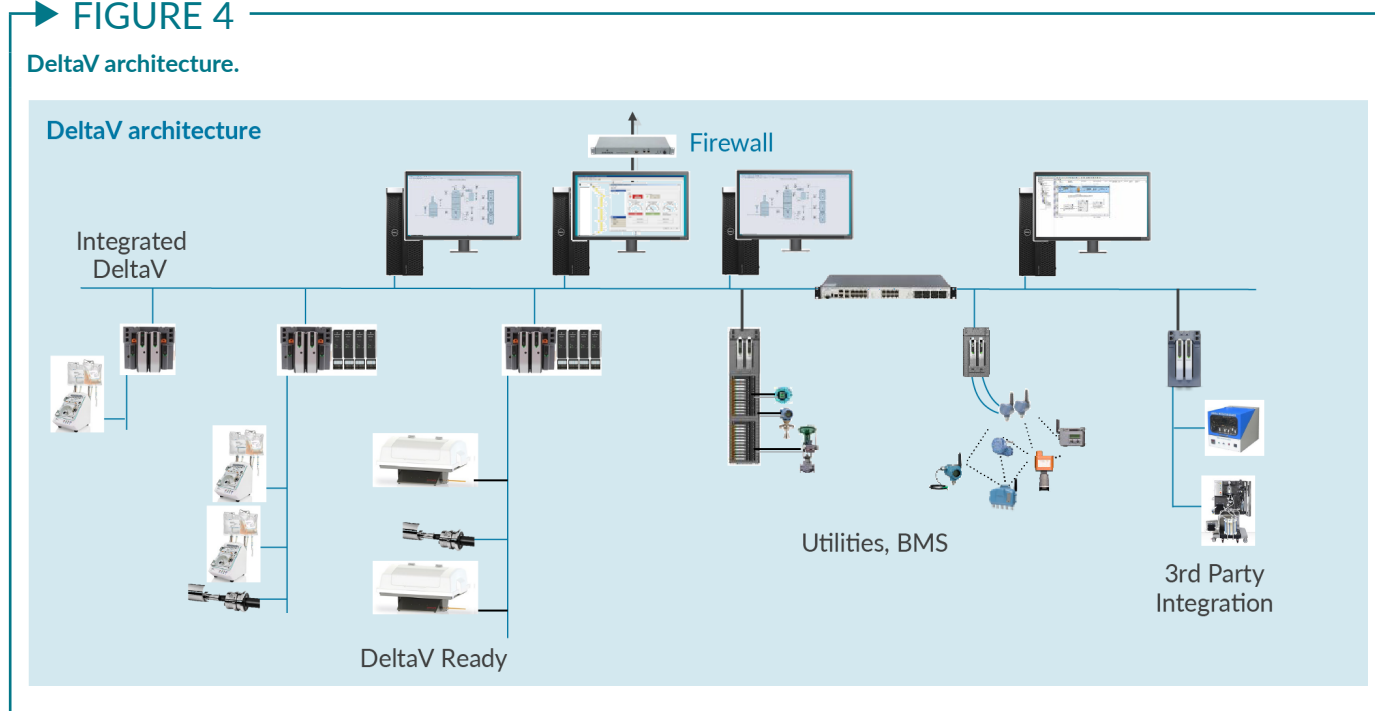 FIGURE 4
DeltaV architecture.
DeltaV architecture
Firewall
Integrated
DeltaV
Utilities, BMS
3rd Party
Integration
DeltaV Ready